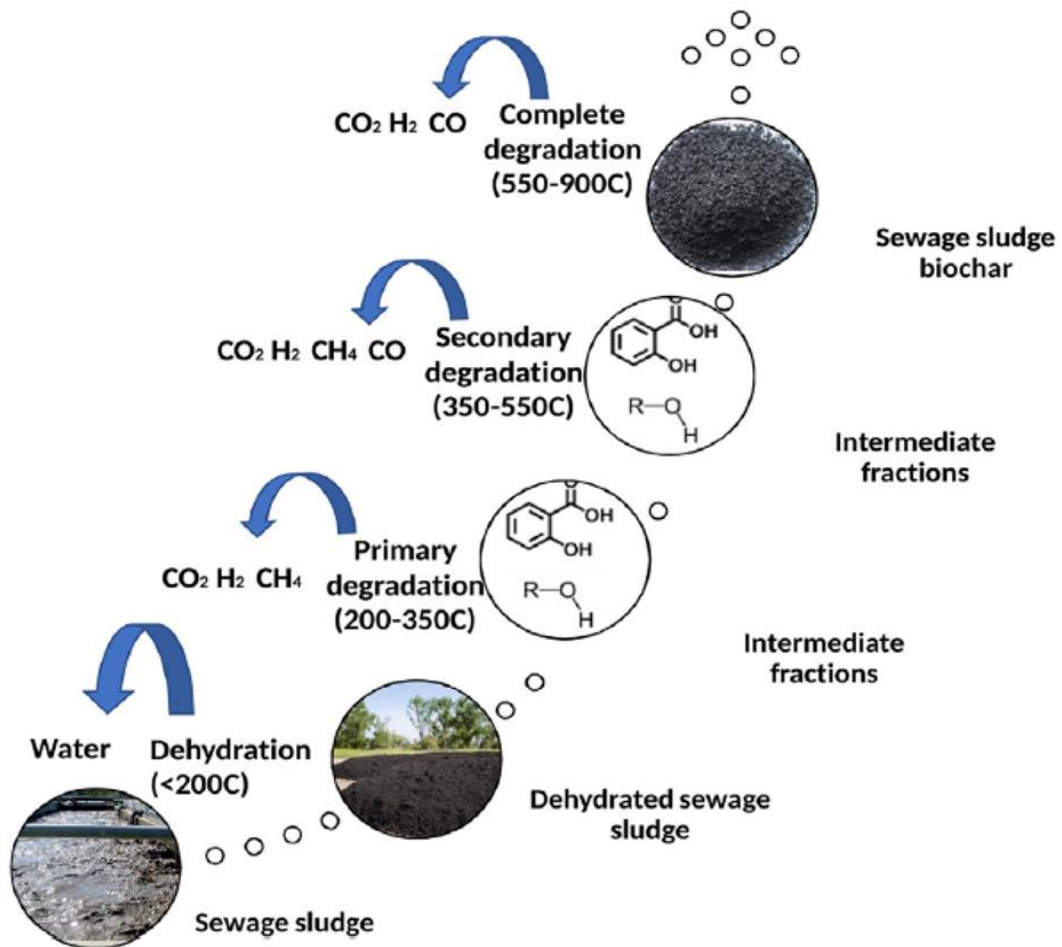 CO₂ H₂ CO
Complete
degradation
(550-900C)
Sewage sludge
biochar
CO₂ H₂ CH₄ CO
Secondary
degradation
(350-550C)
OH
OH
R—O
H
Intermediate
fractions
CO₂ H₂ CH₄
Primary
degradation
(200-350C)
OH
OH
R—O
H
Intermediate
fractions
Water
Dehydration
(<200C)
Dehydrated sewage
sludge
Sewage sludge